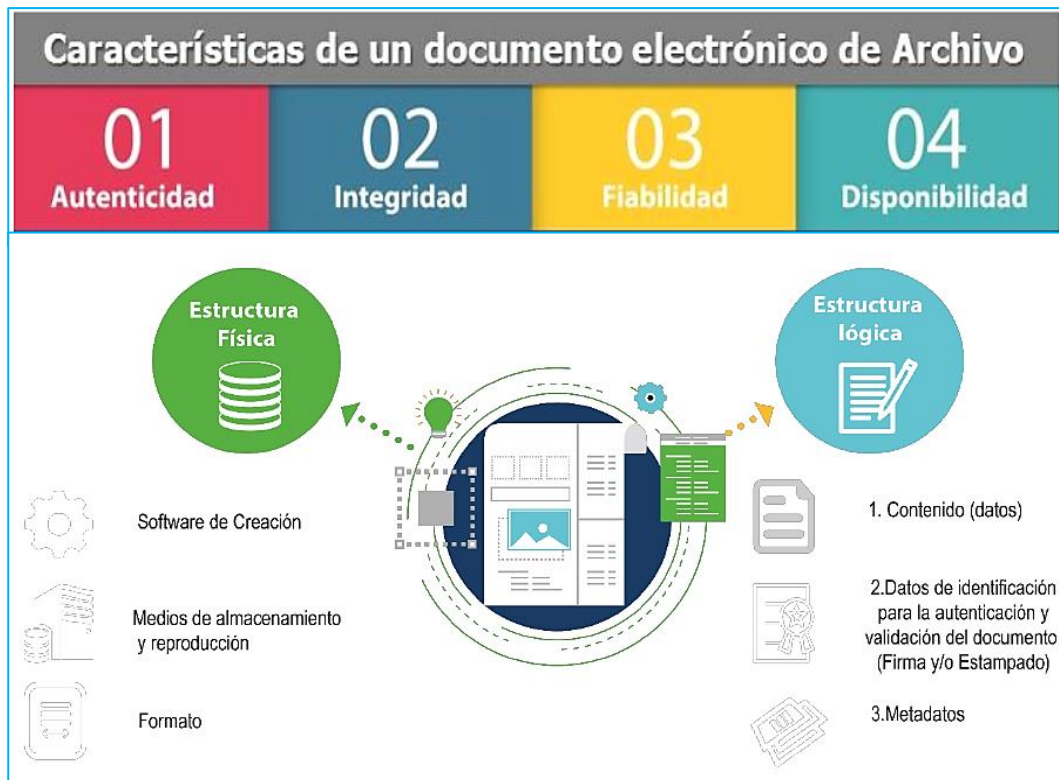 Características de un documento electrónico de Archivo
01
Autenticidad
02
Integridad
03
Fiabilidad
04
Disponibilidad
Estructura
Física
Software de Creación
Medios de almacenamiento
y reproducción
Formato
Estructura
lógica
1. Contenido (datos)
2.Datos de identificación
para la autenticación y
validación del documento
(Firma y/o Estampado)
3.Metadatos